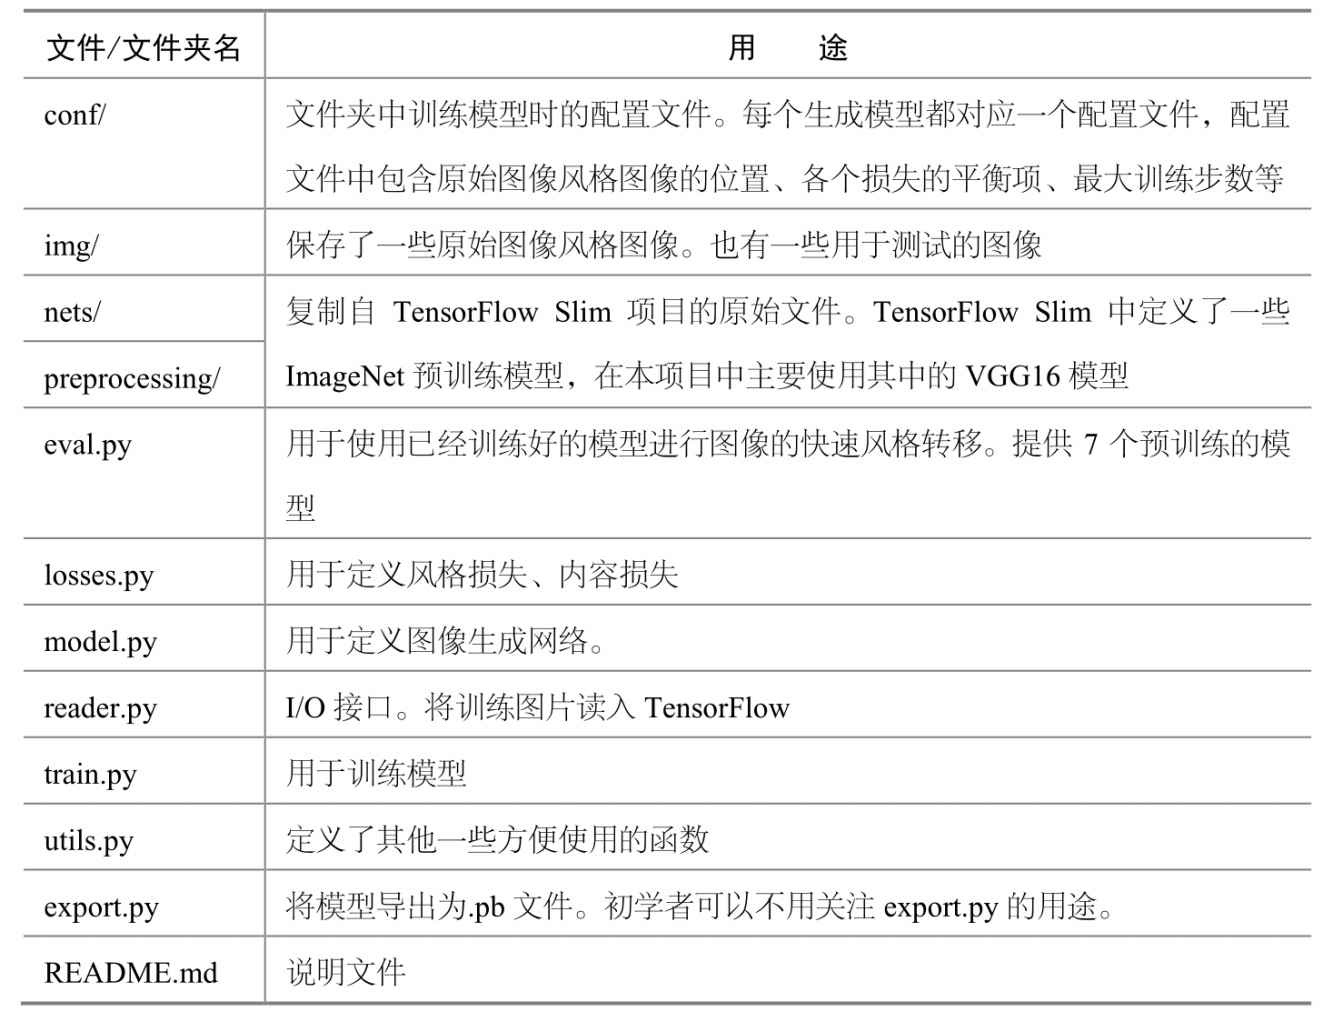 文件/文件夹名 用 途
conf/ 文件夹中训练模型时的配置文件。每个生成模型都对应一个配置文件，配置
文件中包含原始图像风格图像的位置、各个损失的平衡项、最大训练步数等
img/ 保存了一些原始图像风格图像。也有一些用于测试的图像
nets/ 复制自 TensorFlow Slim 项目的原始文件。TensorFlow Slim 中定义了一些
preprocessing/ ImageNet 预训练模型，在本项目中主要使用其中的 VGG16 模型
eval.py 用于使用已经训练好的模型进行图像的快速风格转移。提供 7 个预训练的模
型
losses.py 用于定义风格损失、内容损失
model.py 用于定义图像生成网络。
reader.py I/O 接口。将训练图片读入 TensorFlow
train.py 用于训练模型
utils.py 定义了其他一些方便使用的函数
export.py 将模型导出为.pb 文件。初学者可以不用关注 export.py 的用途。
README.md 说明文件